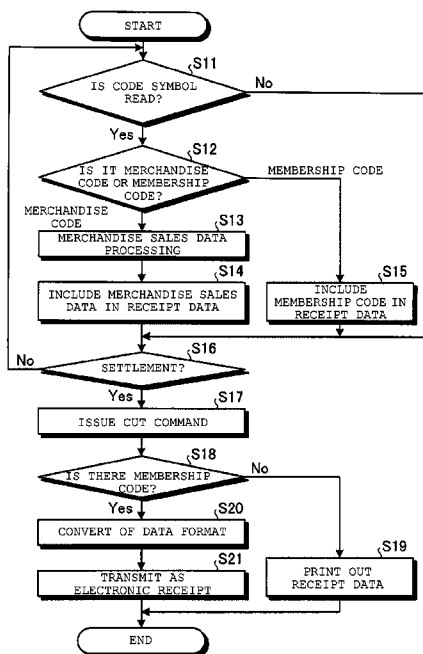 START
S11
IS CODE SYMBOL
READ?
No
Yes
S12
IS IT MERCHANDISE
CODE OR MEMBERSHIP
CODE?
MEMBERSHIP CODE
MERCHANDISE
CODE
S13
MERCHANDISE SALES DATA
PROCESSING
S14
INCLUDE MERCHANDISE SALES
DATA IN RECEIPT DATA
S15
INCLUDE
MEMBERSHIP CODE IN
RECEIPT DATA
S16
No
SETTLEMENT?
Yes
S17
ISSUE CUT COMMAND
S18
IS THERE MEMBERSHIP
CODE?
No
Yes
S20
CONVERT OF DATA FORMAT
S21
TRANSMIT AS
ELECTRONIC RECEIPT
S19
PRINT OUT
RECEIPT DATA
END